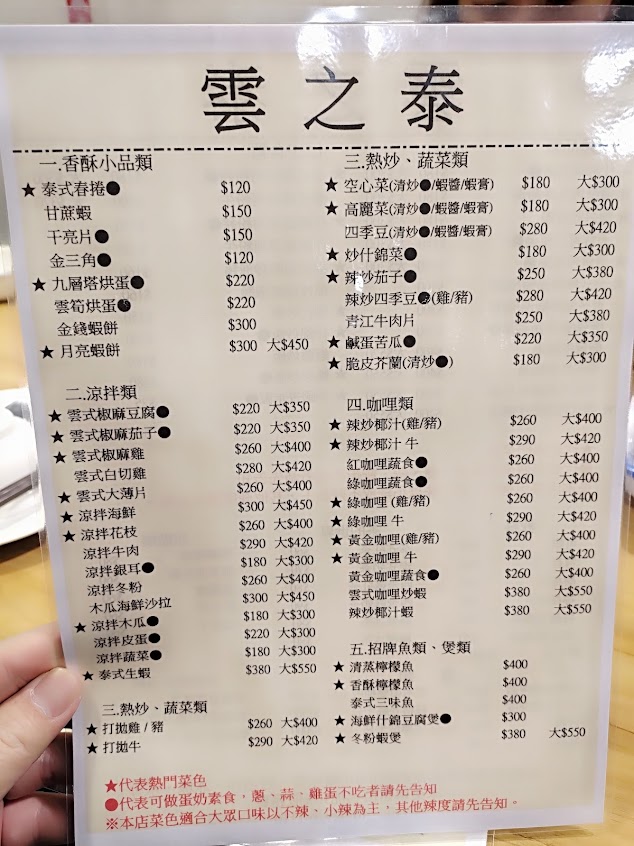 雲之泰
一.香酥小品類
★ 泰式春捲● $120
甘蔗蝦 $150
干亮片● $150
金三角● $120
★ 九層塔烘蛋● $220
雲筍烘蛋● $220
金錢蝦餅 $300
★ 月亮蝦餅 $300 大$450
二.涼拌類
★ 雲式椒麻豆腐● $220 大$350
★ 雲式椒麻茄子● $220 大$350
★ 雲式椒麻雞 $260 大$400
雲式白切雞 $280 大$420
★ 雲式大薄片 $260 大$400
★ 涼拌海鮮 $300 大$450
★ 涼拌花枝 $260 大$400
涼拌牛肉 $290 大$420
涼拌銀耳● $180 大$300
涼拌冬粉 $260 大$400
木瓜海鮮沙拉 $300 大$450
★ 涼拌木瓜● $180 大$300
涼拌皮蛋● $220 大$300
涼拌蔬菜● $180 大$300
★ 泰式生蝦 $380 大$550
三.熱炒、蔬菜類
★ 打拋雞 / 豬 $260 大$400
★ 打拋牛 $290 大$420
三.熱炒、蔬菜類
★ 空心菜(清炒●/蝦醬/蝦膏) $180 大$300
★ 高麗菜(清炒●/蝦醬/蝦膏) $180 大$300
四季豆(清炒●/蝦醬/蝦膏) $280 大$420
★ 炒什錦菜● $180 大$300
★ 辣炒茄子● $250 大$380
辣炒四季豆●(雞/豬) $280 大$420
青江牛肉片 $250 大$380
★ 鹹蛋苦瓜● $220 大$350
★ 脆皮芥蘭(清炒●) $180 大$300
四.咖哩類
★ 辣炒椰汁(雞/豬) $260 大$400
★ 辣炒椰汁 牛 $290 大$420
紅咖哩蔬食● $260 大$400
綠咖哩蔬食● $260 大$400
★ 綠咖哩 (雞/豬) $260 大$400
★ 綠咖哩 牛 $290 大$420
★ 黃金咖哩(雞/豬) $260 大$400
★ 黃金咖哩 牛 $290 大$420
黃金咖哩蔬食● $260 大$400
雲式咖哩炒蝦 $380 大$550
辣炒椰汁蝦 $380 大$550
五.招牌魚類、煲類
★ 清蒸檸檬魚 $400
★ 香酥檸檬魚 $400
泰式三味魚 $400
★ 海鮮什錦豆腐煲● $300
★ 冬粉蝦煲 $380 大$550
★代表熱門菜色
●代表可做蛋奶素食，蔥、蒜、雞蛋不吃者請先告知
※本店菜色適合大眾口味以不辣、小辣為主，其他辣度請先告知。